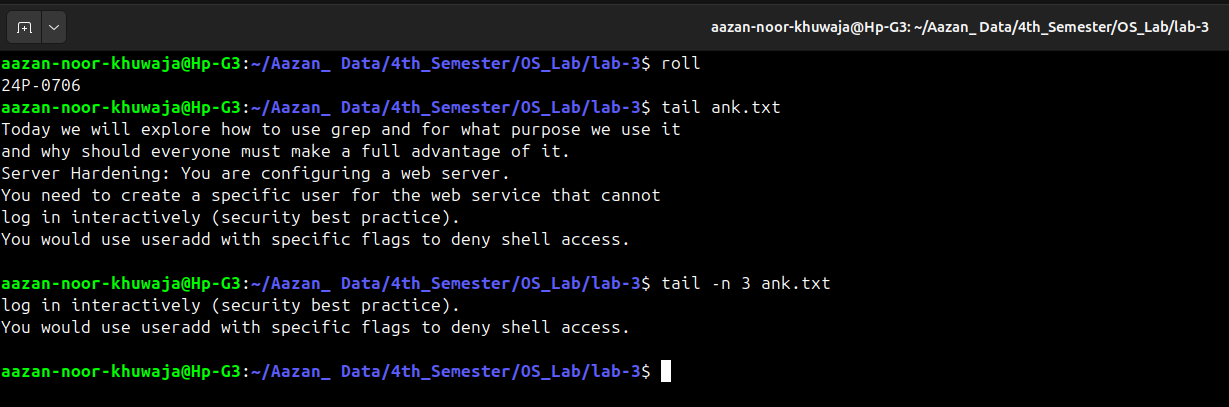 aazan-noor-khuwaja@Hp-G3: ~/Aazan_ Data/4th_Semester/OS_Lab/lab-3
aazan-noor-khuwaja@Hp-G3:~/Aazan_ Data/4th_Semester/OS_Lab/lab-3$ roll
24P-0706
aazan-noor-khuwaja@Hp-G3:~/Aazan_ Data/4th_Semester/OS_Lab/lab-3$ tail ank.txt
Today we will explore how to use grep and for what purpose we use it
and why should everyone must make a full advantage of it.
Server Hardening: You are configuring a web server.
You need to create a specific user for the web service that cannot
log in interactively (security best practice).
You would use useradd with specific flags to deny shell access.
aazan-noor-khuwaja@Hp-G3:~/Aazan_ Data/4th_Semester/OS_Lab/lab-3$ tail -n 3 ank.txt
log in interactively (security best practice).
You would use useradd with specific flags to deny shell access.
aazan-noor-khuwaja@Hp-G3:~/Aazan_ Data/4th_Semester/OS_Lab/lab-3$